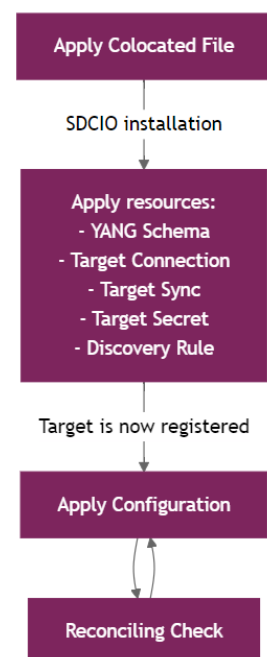 Apply Colocated File
SDCIO installation
Apply resources:
- YANG Schema
- Target Connection
- Target Sync
- Target Secret
- Discovery Rule
Target is now registered
Apply Configuration
Reconciling Check